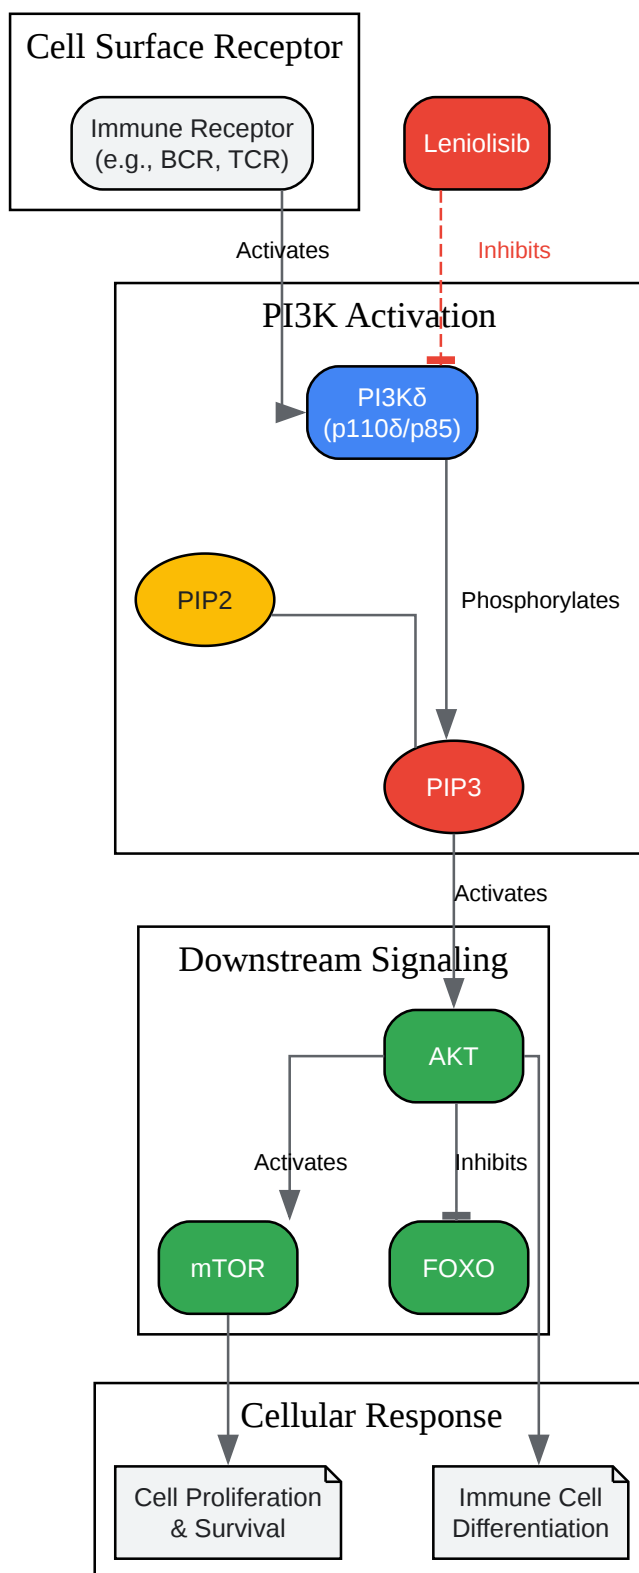 Cell Surface Receptor
Immune Receptor
(e.g., BCR, TCR)
Leniolisib
Activates
Inhibits
PI3K Activation
PI3Kδ
(p110δ/p85)
PIP2
Phosphorylates
PIP3
Activates
Downstream Signaling
AKT
Activates
Inhibits
mTOR
FOXO
Cellular Response
Cell Proliferation
& Survival
Immune Cell
Differentiation